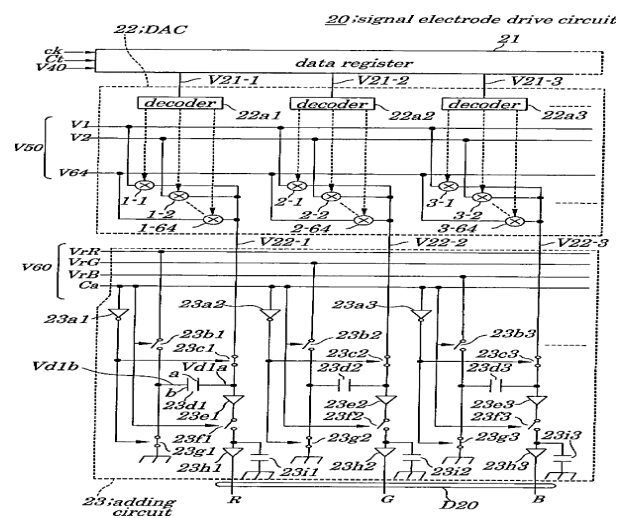 20;signal electrode drive circuit
22;DAC
21
ck
Ct
V40
data register
V21-1
V21-2
V21-3
decoder
22a1
decoder
22a2
decoder
22a3
V50
V1
V2
V64
1-1
1-2
1-64
2-1
2-2
2-64
3-1
3-2
3-64
V22-1
V22-2
V22-3
V60
VrR
VrG
VrB
Ca
23a1
23a2
23a3
23b1
23b2
23b3
23c1
23c2
23c3
Vd1b
a
b
Vd1a
23d1
23d2
23d3
23e1
23e2
23e3
23f1
23f2
23f3
23g1
23g2
23g3
23h1
23h2
23h3
23i1
23i2
23i3
23;adding
circuit
R
G
B
D20